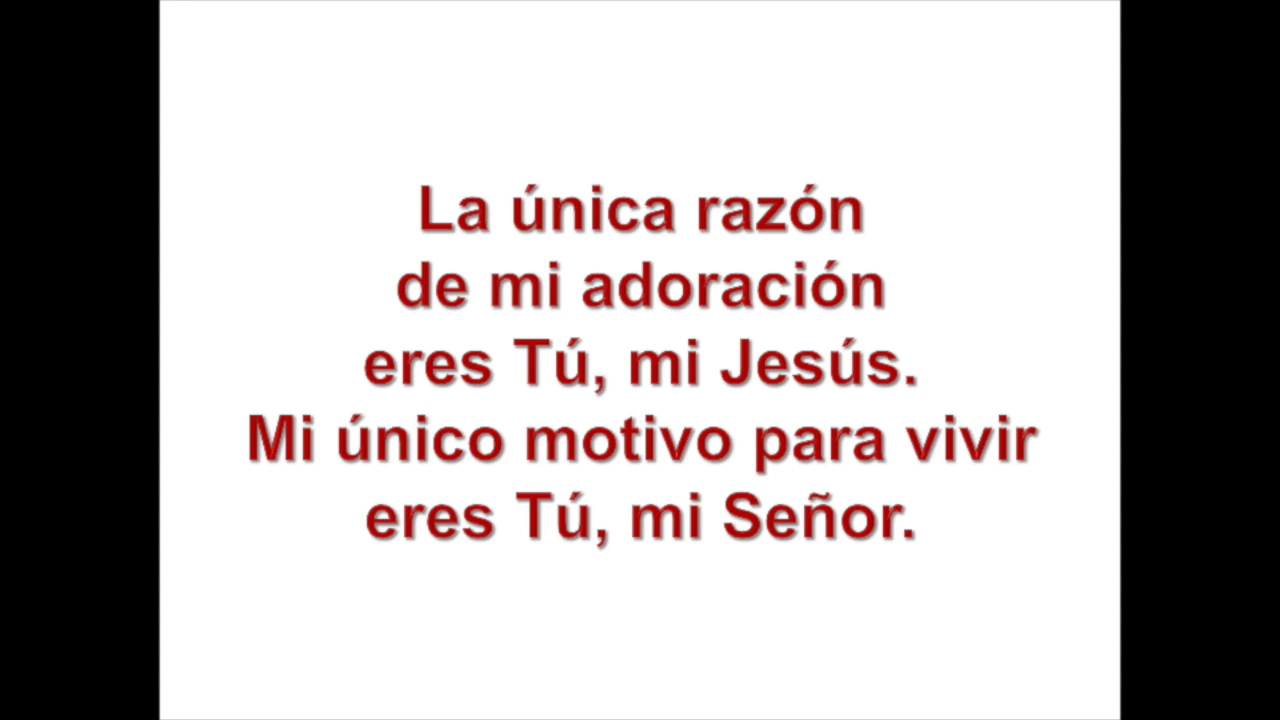 La única razón
de mi adoración
eres Tú, mi Jesús.
Mi único motivo para vivir
eres Tú, mi Señor.